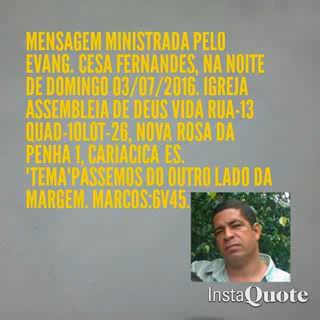 MENSAGEM MINISTRADA PELO
EVANG. CESA FERNANDES, NA NOITE
DE DOMINGO 03/07/2016. IGREJA
ASSEMBLEIA DE DEUS VIDA RUA-13
QUAD-10LOT-26, NOVA ROSA DA
PENHA 1, CARIACICA ES.
"TEMA"PASSEMOS DO OUTRO LADO DA
MARGEM. MARCOS:6V45.
InstaQuote